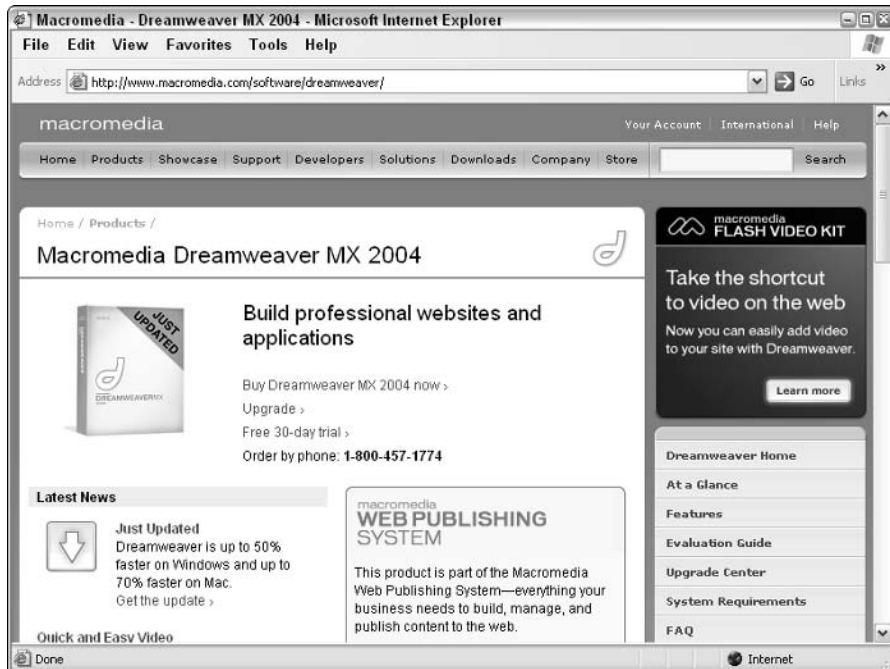 Macromedia - Dreamweaver MX 2004 - Microsoft Internet Explorer
File Edit View Favorites Tools Help
Address http://www.macromedia.com/software/dreamweaver/ Go Links »
macromedia
Your Account International Help
Home Products Showcase Support Developers Solutions Downloads Company Store Search
Home / Products /
Macromedia Dreamweaver MX 2004
JUST UPDATED
DREAMWEAVER MX
Build professional websites and
applications
Buy Dreamweaver MX 2004 now ›
Upgrade ›
Free 30-day trial ›
Order by phone: 1-800-457-1774
Latest News
Just Updated
Dreamweaver is up to 50%
faster on Windows and up to
70% faster on Mac.
Get the update ›
Quick and Easy Video
macromedia
WEB PUBLISHING
SYSTEM
This product is part of the Macromedia
Web Publishing System—everything your
business needs to build, manage, and
publish content to the web.
macromedia
FLASH VIDEO KIT
Take the shortcut
to video on the web
Now you can easily add video
to your site with Dreamweaver.
Learn more
Dreamweaver Home
At a Glance
Features
Evaluation Guide
Upgrade Center
System Requirements
FAQ
Done Internet